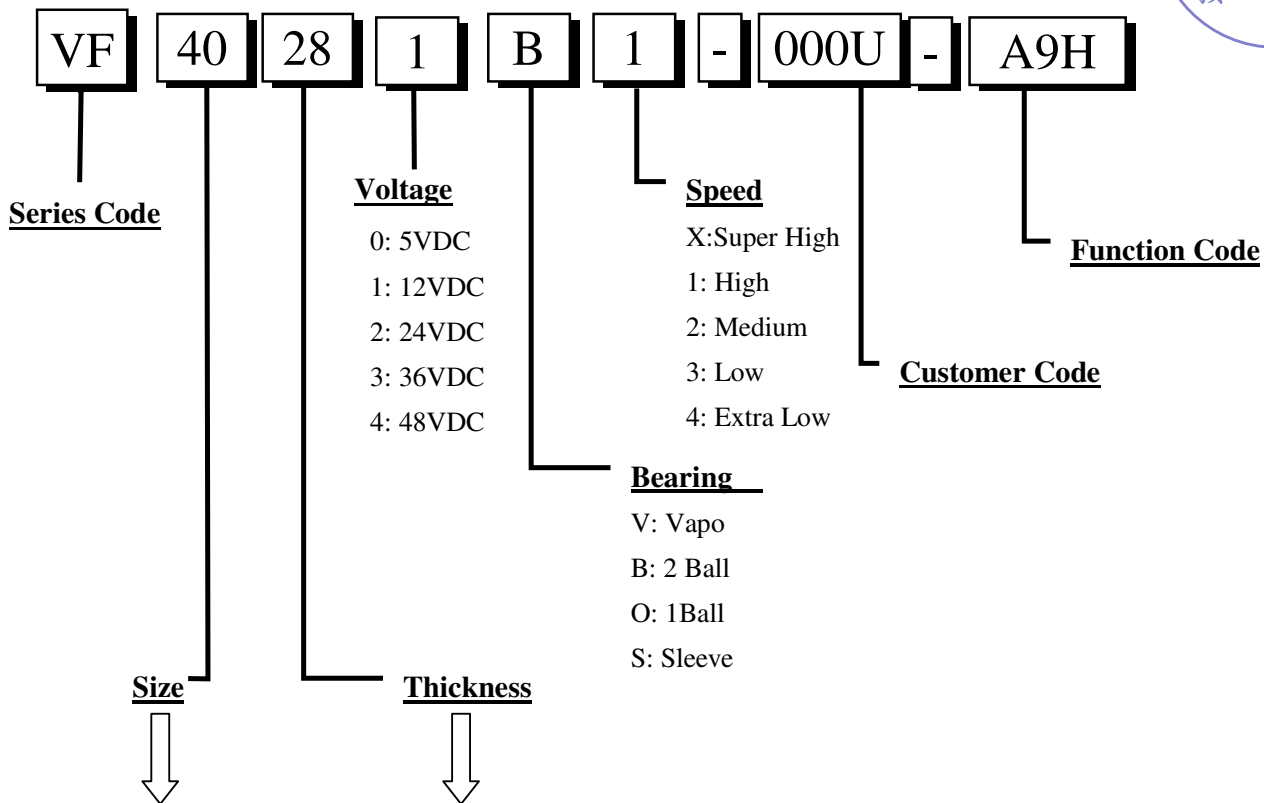 VF 40 28 1 B 1 - 000U - A9H
Series Code
Voltage
0: 5VDC
1: 12VDC
2: 24VDC
3: 36VDC
4: 48VDC
Speed
X:Super High
1: High
2: Medium
3: Low
4: Extra Low
Function Code
Customer Code
Bearing
V: Vapo
B: 2 Ball
O: 1Ball
S: Sleeve
Size
Thickness